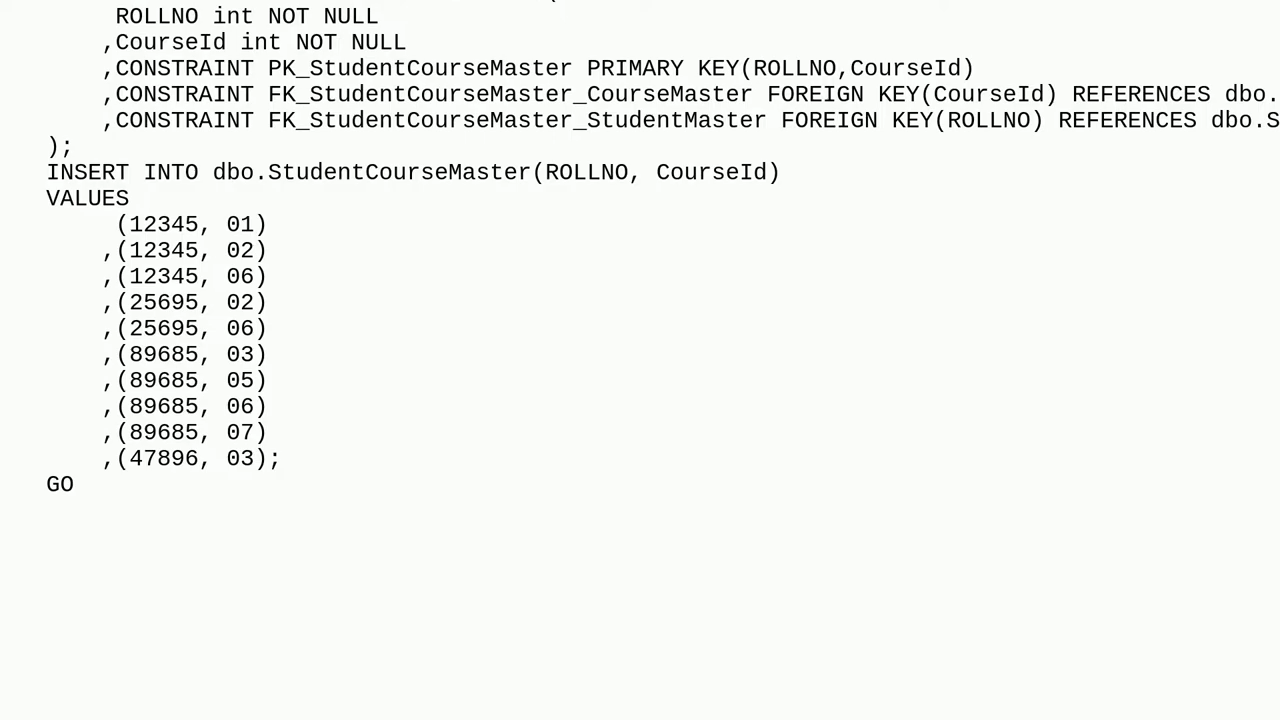 ROLLNO int NOT NULL
,CourseId int NOT NULL
,CONSTRAINT PK_StudentCourseMaster PRIMARY KEY(ROLLNO,CourseId)
,CONSTRAINT FK_StudentCourseMaster_CourseMaster FOREIGN KEY(CourseId) REFERENCES dbo.
,CONSTRAINT FK_StudentCourseMaster_StudentMaster FOREIGN KEY(ROLLNO) REFERENCES dbo.S
);
INSERT INTO dbo.StudentCourseMaster(ROLLNO, CourseId)
VALUES
(12345, 01)
,(12345, 02)
,(12345, 06)
,(25695, 02)
,(25695, 06)
,(89685, 03)
,(89685, 05)
,(89685, 06)
,(89685, 07)
,(47896, 03);
GO